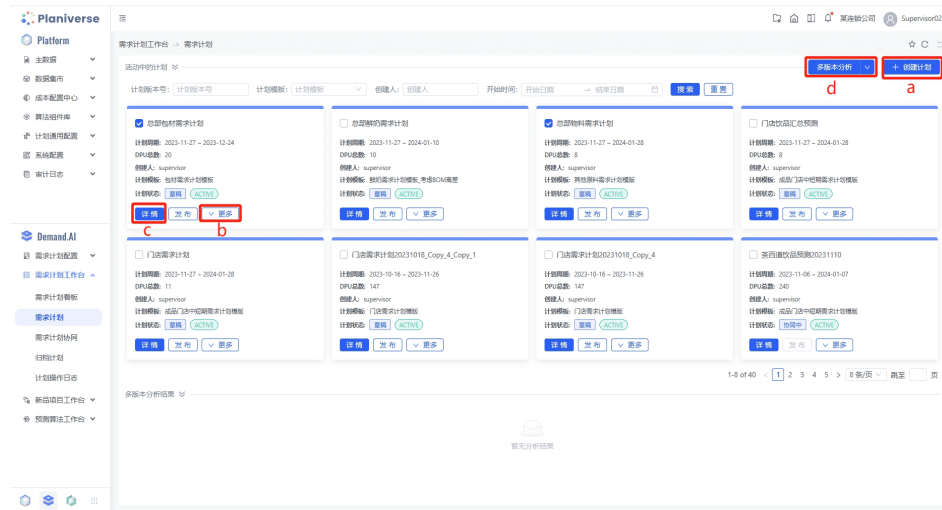 Planiverse
某连锁公司 Supervisor02
Platform
主数据
数据集市
成本配置中心
算法组件库
计划通用配置
系统配置
审计日志
Demand.AI
需求计划配置
需求计划工作台
需求计划看板
需求计划
需求计划协同
归档计划
计划操作日志
新品项目工作台
预测算法工作台
需求计划工作台 -> 需求计划
活动中的计划 多版本分析 + 创建计划
d a
计划版本号: 计划版本号 计划模板: 计划模板 创建人: 创建人 开始时间: 开始日期 → 结束日期 搜索 重置
总部包材需求计划
计划周期: 2023-11-27 ~ 2023-12-24
DPU总数: 20
创建人: supervisor
计划模板: 包材需求计划模板
计划状态: 草稿 ACTIVE
详情 发布 更多
c b
总部鲜奶需求计划
计划周期: 2023-11-27 ~ 2024-01-10
DPU总数: 10
创建人: supervisor
计划模板: 鲜奶需求计划模板_考虑BOM离差
计划状态: 草稿 ACTIVE
详情 发布 更多
总部物料需求计划
计划周期: 2023-11-27 ~ 2024-01-28
DPU总数: 8
创建人: supervisor
计划模板: 其他原料需求计划模版
计划状态: 草稿 ACTIVE
详情 发布 更多
门店饮品汇总预测
计划周期: 2023-11-27 ~ 2024-01-28
DPU总数: 8
创建人: supervisor
计划模板: 成品门店中短期需求计划模版
计划状态: 草稿 ACTIVE
详情 发布 更多
门店需求计划
计划周期: 2023-11-27 ~ 2024-01-28
DPU总数: 11
创建人: supervisor
计划模板: 成品门店中短期需求计划模版
计划状态: 草稿 ACTIVE
详情 发布 更多
门店需求计划20231018_Copy_4_Copy_1
计划周期: 2023-10-16 ~ 2023-11-26
DPU总数: 147
创建人: supervisor
计划模板: 门店需求计划模版
计划状态: 草稿 ACTIVE
详情 发布 更多
门店需求计划20231018_Copy_4
计划周期: 2023-10-16 ~ 2023-11-26
DPU总数: 147
创建人: supervisor
计划模板: 门店需求计划模版
计划状态: 草稿 ACTIVE
详情 发布 更多
茶百道饮品预测20231110
计划周期: 2023-11-06 ~ 2024-01-07
DPU总数: 240
创建人: supervisor
计划模板: 成品门店中短期需求计划模版
计划状态: 协同中 ACTIVE
详情 发布 更多
1-8 of 40 < 1 2 3 4 5 > 8 条/页 跳至 页
多版本分析结果
暂无分析结果